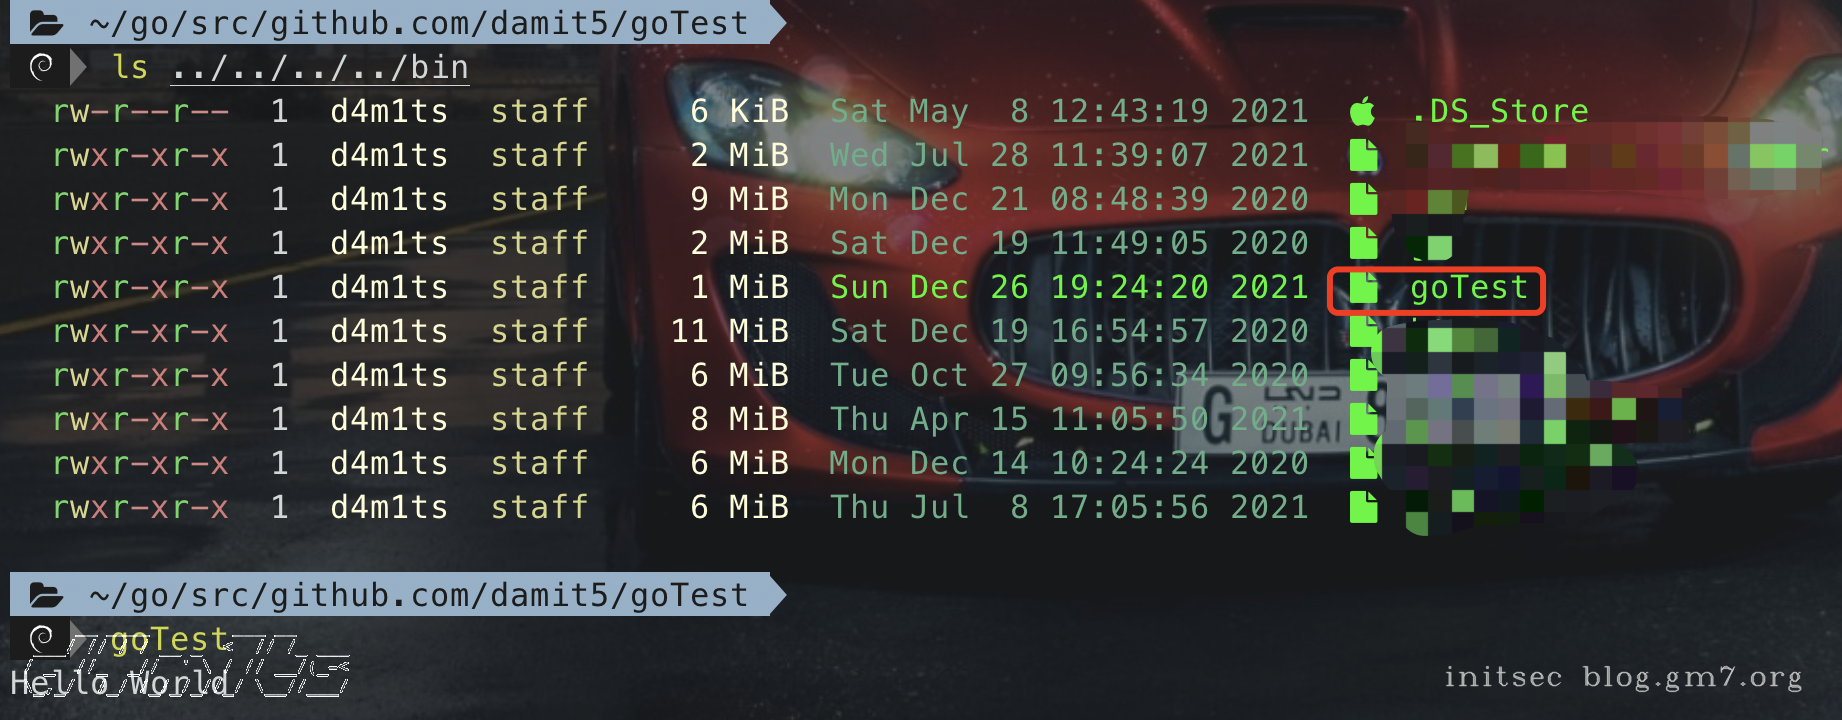 ~/go/src/github.com/damit5/goTest
ls ../../../../bin
rw-r--r-- 1 d4m1ts staff 6 KiB Sat May 8 12:43:19 2021 .DS_Store
rwxr-xr-x 1 d4m1ts staff 2 MiB Wed Jul 28 11:39:07 2021
rwxr-xr-x 1 d4m1ts staff 9 MiB Mon Dec 21 08:48:39 2020
rwxr-xr-x 1 d4m1ts staff 2 MiB Sat Dec 19 11:49:05 2020
rwxr-xr-x 1 d4m1ts staff 1 MiB Sun Dec 26 19:24:20 2021 goTest
rwxr-xr-x 1 d4m1ts staff 11 MiB Sat Dec 19 16:54:57 2020
rwxr-xr-x 1 d4m1ts staff 6 MiB Tue Oct 27 09:56:34 2020
rwxr-xr-x 1 d4m1ts staff 8 MiB Thu Apr 15 11:05:50 2021
G DUBAI
rwxr-xr-x 1 d4m1ts staff 6 MiB Mon Dec 14 10:24:24 2020
rwxr-xr-x 1 d4m1ts staff 6 MiB Thu Jul 8 17:05:56 2021
~/go/src/github.com/damit5/goTest
goTest
Hello World
initsec blog.gm7.org